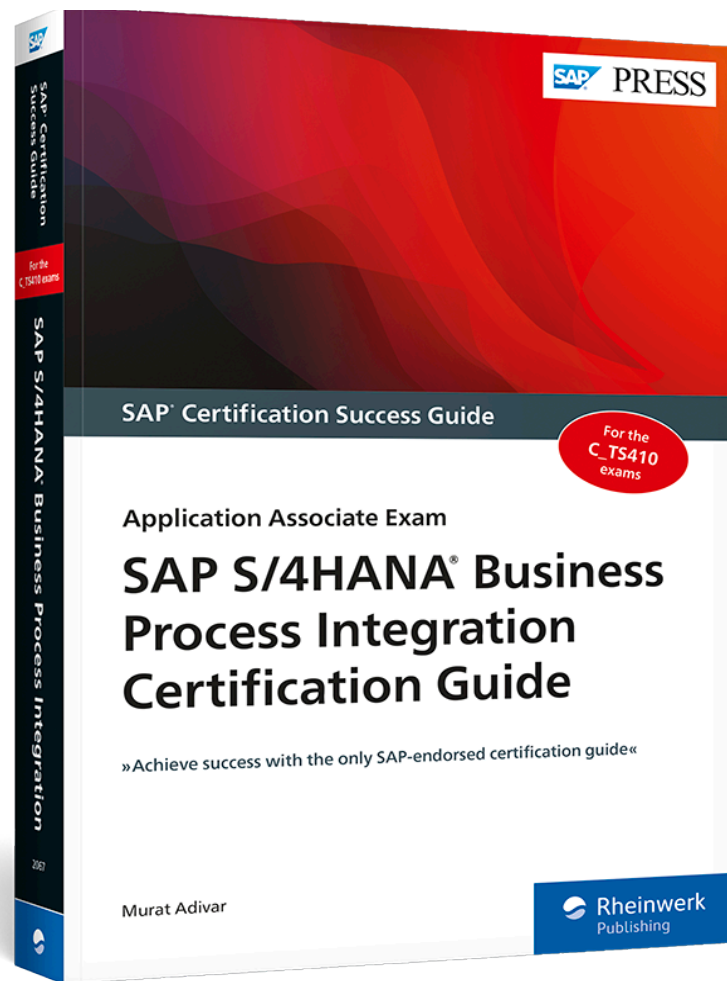 SAP
SAP® Certification
Success Guide
For the
C_TS410 exams
SAP S/4HANA® Business Process Integration
2067
SAP PRESS
SAP® Certification Success Guide
For the
C_TS410
exams
Application Associate Exam
SAP S/4HANA® Business
Process Integration
Certification Guide
»Achieve success with the only SAP-endorsed certification guide«
Murat Adivar
Rheinwerk
Publishing